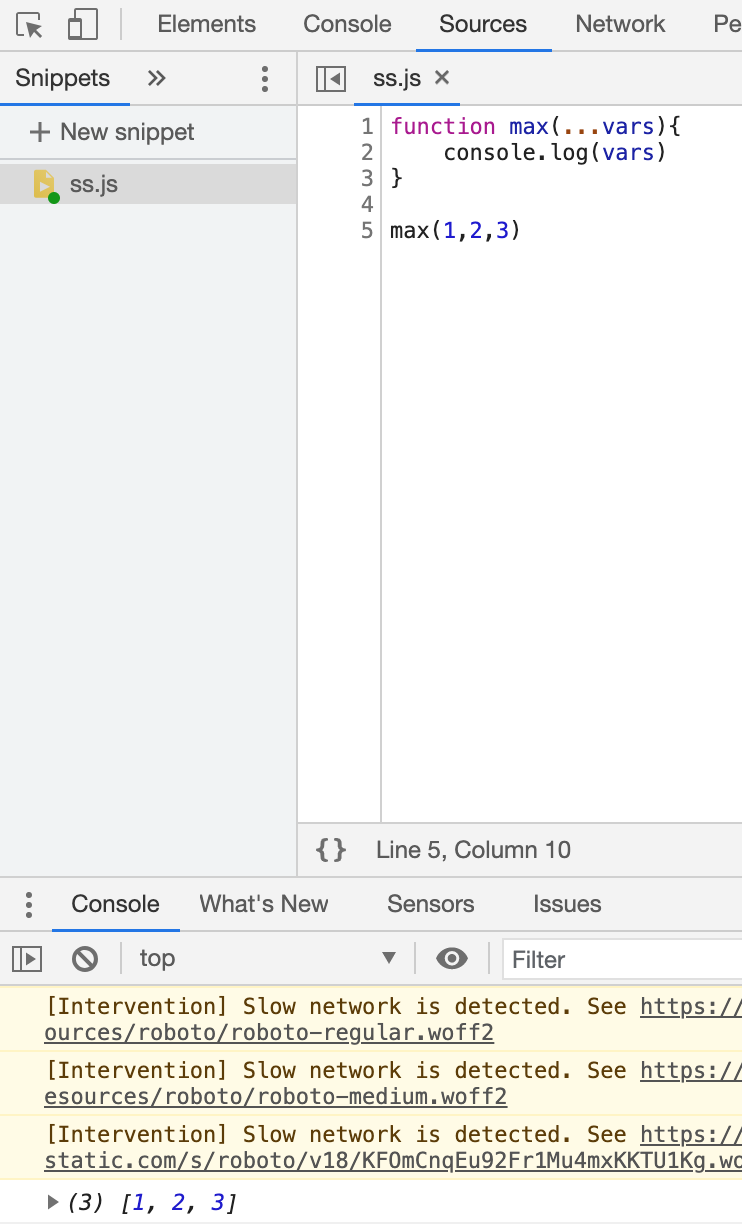 Elements Console Sources Network Pe
Snippets
ss.js
New snippet
ss.js
1 function max(...vars){
2     console.log(vars)
3 }
4
5 max(1,2,3)
{} Line 5, Column 10
Console What's New Sensors Issues
top Filter
[Intervention] Slow network is detected. See https://
ources/roboto/roboto-regular.woff2
[Intervention] Slow network is detected. See https://
esources/roboto/roboto-medium.woff2
[Intervention] Slow network is detected. See https://
static.com/s/roboto/v18/KFOmCnqEu92Fr1Mu4mxKKTU1Kg.wo
(3) [1, 2, 3]